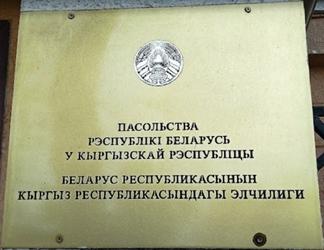 ПАСОЛЬСТВА
РЭСПУБЛІКІ БЕЛАРУСЬ
У КЫРГЫЗСКАЙ РЭСПУБЛІЦЫ
БЕЛАРУС РЕСПУБЛИКАСЫНЫН
КЫРГЫЗ РЕСПУБЛИКАСЫНДАГЫ ЭЛЧИЛИГИ